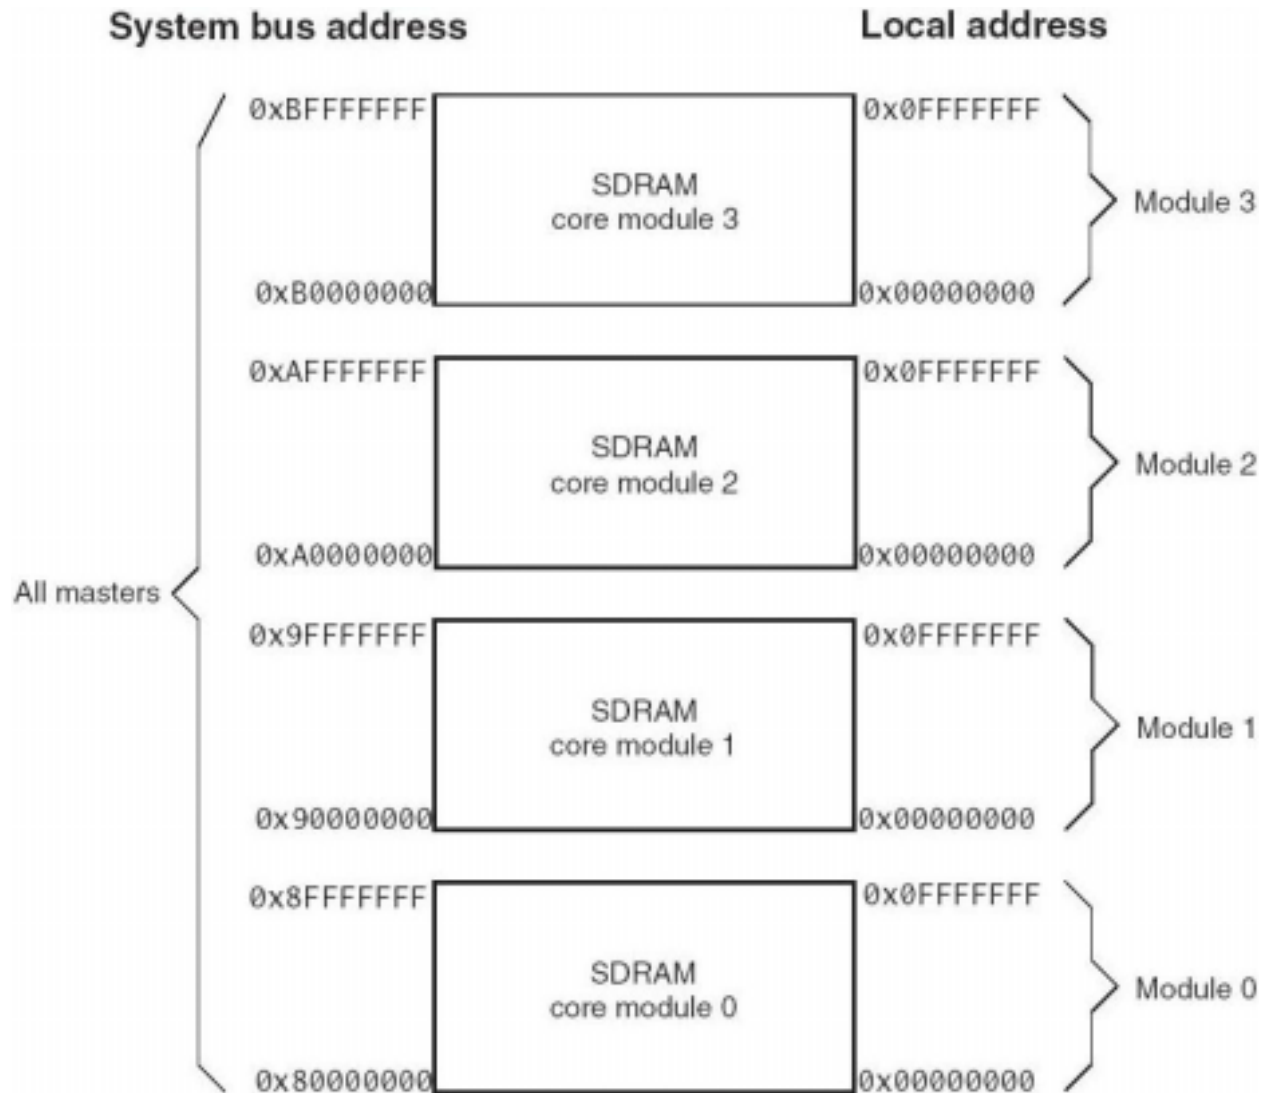 System bus address
Local address
0xBFFFFFFF
0x0FFFFFFF
SDRAM
core module 3
Module 3
0xB0000000
0x00000000
0xAFFFFFFF
0x0FFFFFFF
SDRAM
core module 2
Module 2
0xA0000000
0x00000000
All masters
0x9FFFFFFF
0x0FFFFFFF
SDRAM
core module 1
Module 1
0x90000000
0x00000000
0x8FFFFFFF
0x0FFFFFFF
SDRAM
core module 0
Module 0
0x80000000
0x00000000